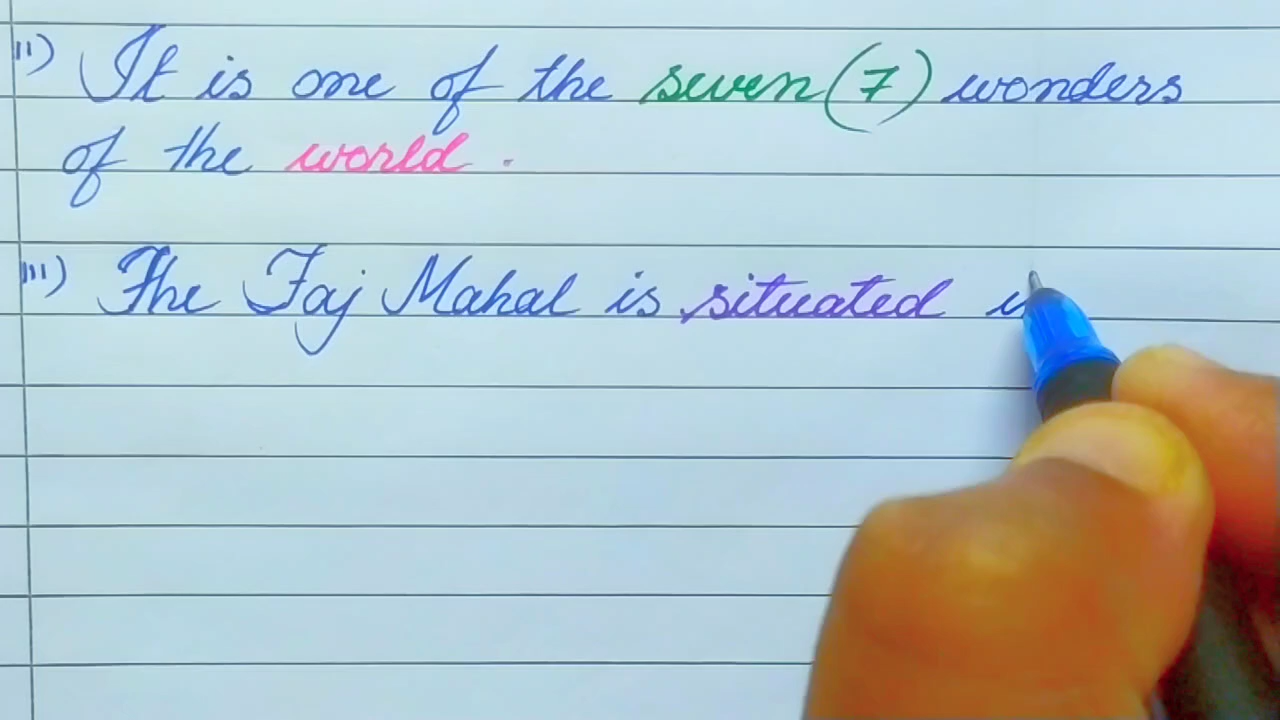 ii) It is one of the seven (7) wonders
of the world.
iii) The Taj Mahal is situated